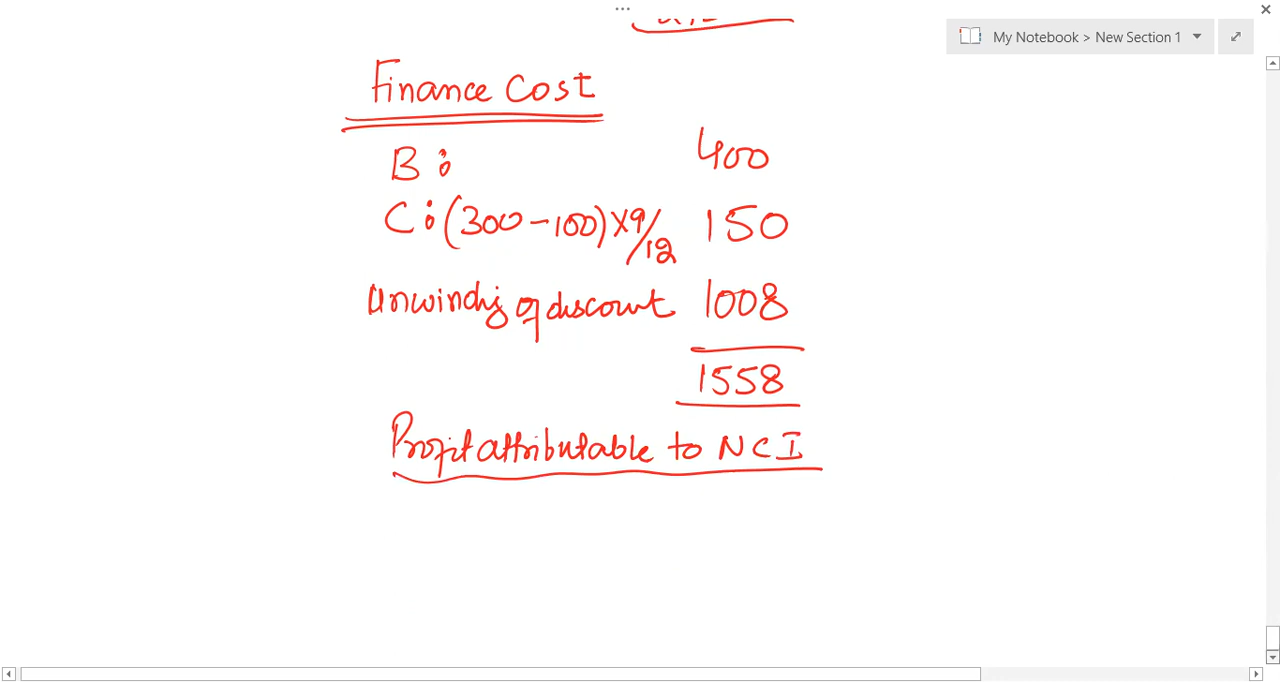 My Notebook > New Section 1
Finance Cost
B: 400
C: (300-100)x9/12 150
Unwinding of discount 1008
1558
Profit attributable to NCI